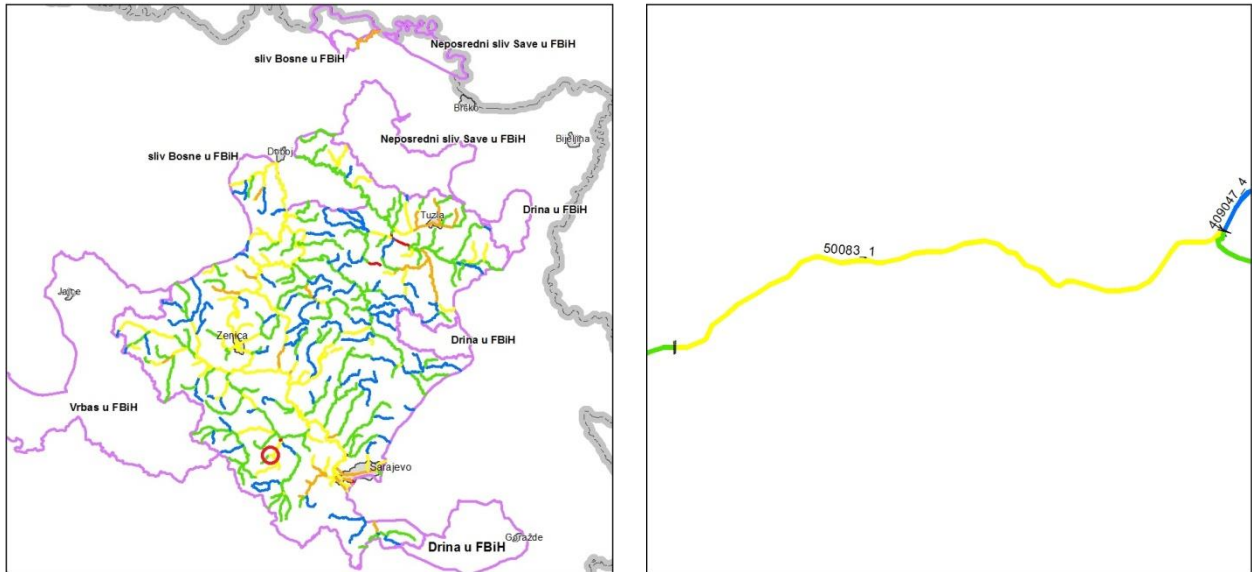 Neposredni sliv Save u FBiH
sliv Bosne u FBiH
Brčko
Neposredni sliv Save u FBiH
Bijeljina
sliv Bosne u FBiH
Doboj
Tuzla
Drina u FBiH
Jajce
Zenica
Drina u FBiH
Vrbas u FBiH
Sarajevo
Drina u FBiH
Goražde
50083_1
409047_4